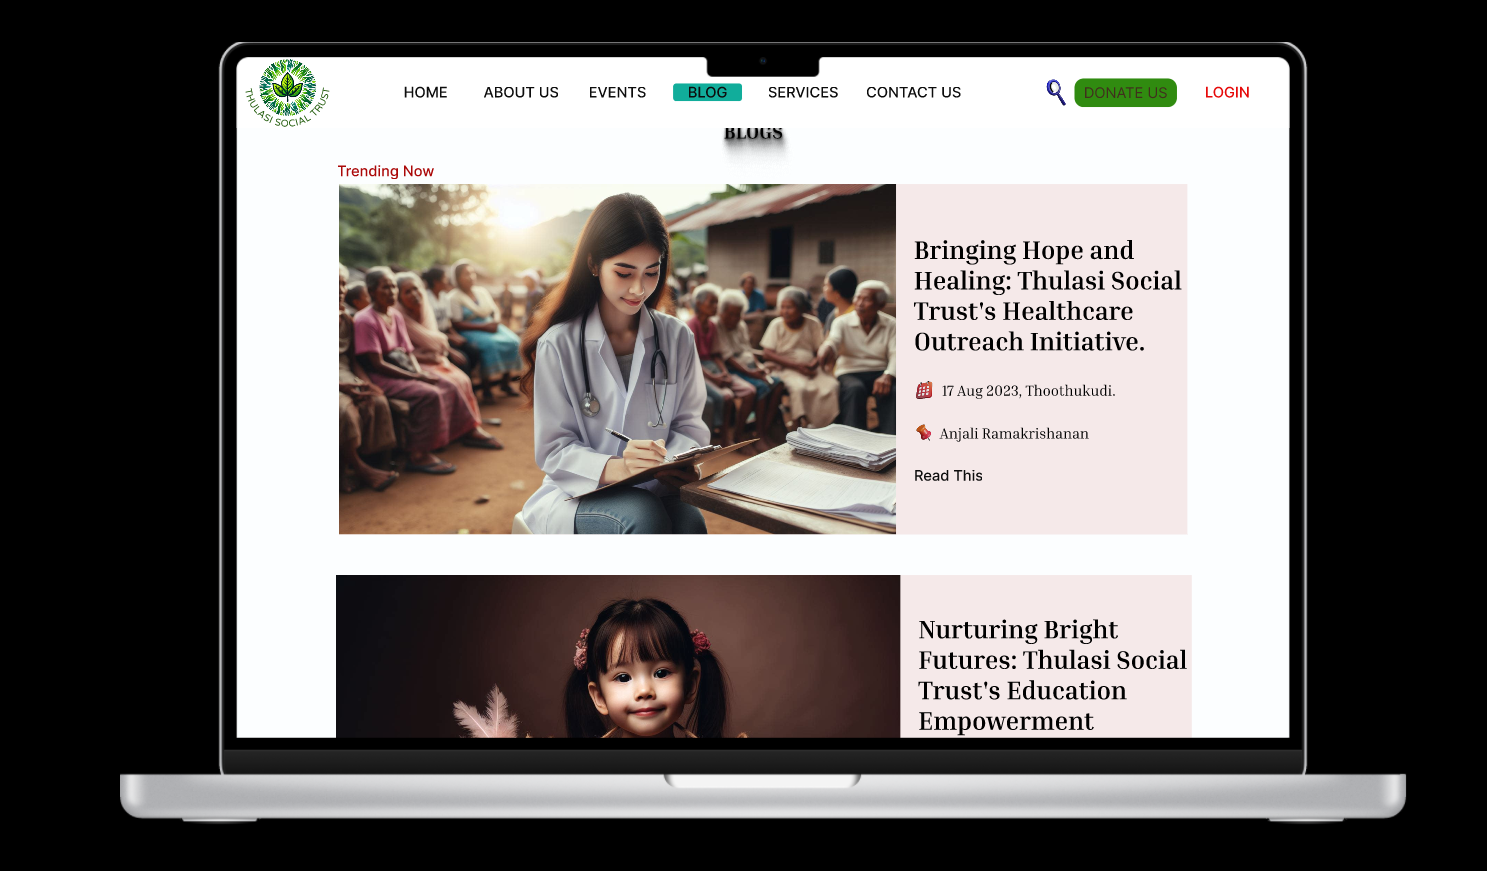 THULASI SOCIAL TRUST
HOME ABOUT US EVENTS BLOG SERVICES CONTACT US DONATE US LOGIN
BLOGS
Trending Now
Bringing Hope and
Healing: Thulasi Social
Trust's Healthcare
Outreach Initiative.
17 Aug 2023, Thoothukudi.
Anjali Ramakrishanan
Read This
Nurturing Bright
Futures: Thulasi Social
Trust's Education
Empowerment